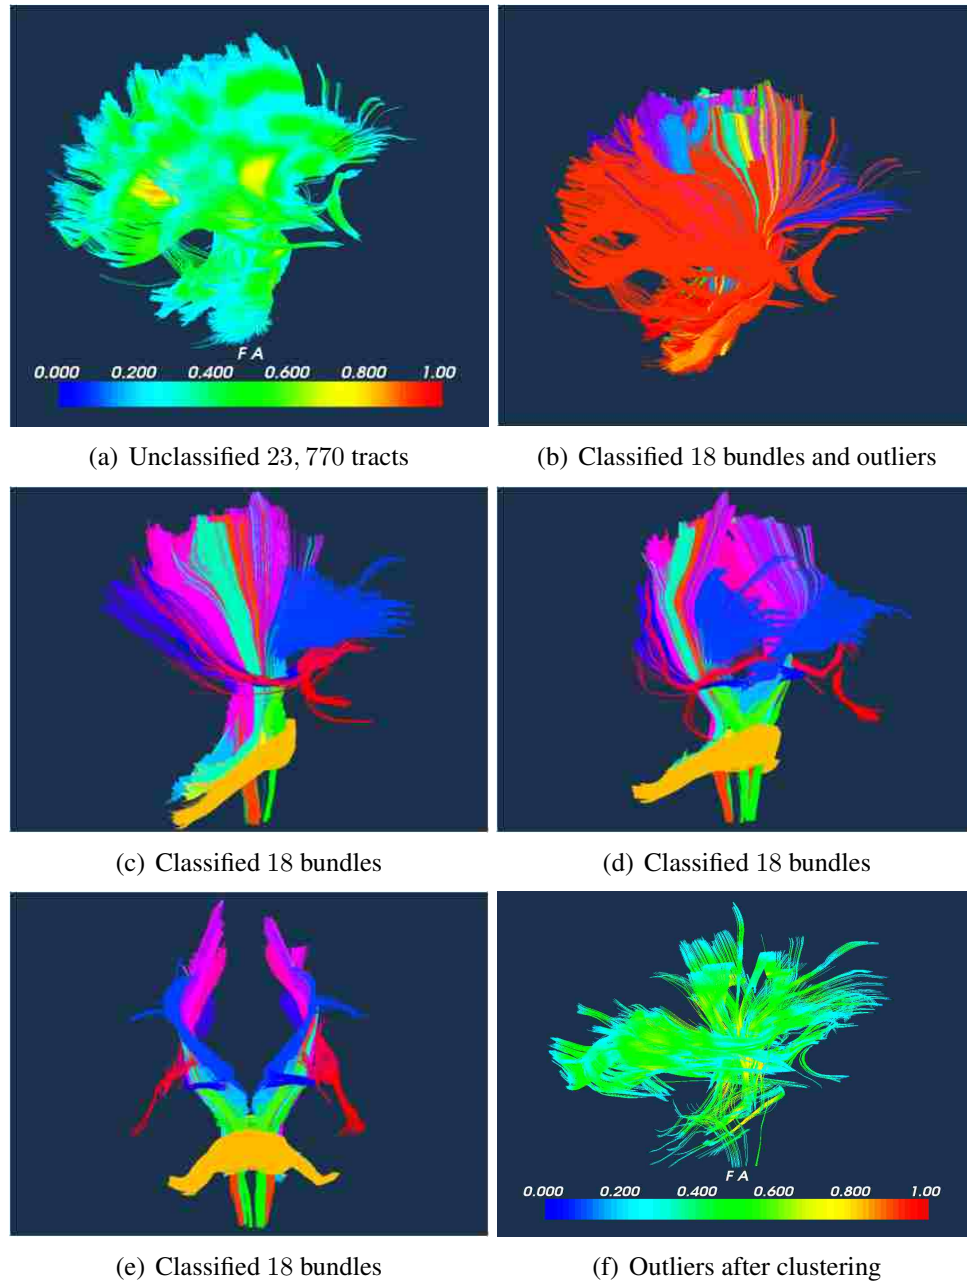 F A
0.000 0.200 0.400 0.600 0.800 1.00
(a) Unclassified 23, 770 tracts
(b) Classified 18 bundles and outliers
(c) Classified 18 bundles
(d) Classified 18 bundles
F A
0.000 0.200 0.400 0.600 0.800 1.00
(e) Classified 18 bundles
(f) Outliers after clustering